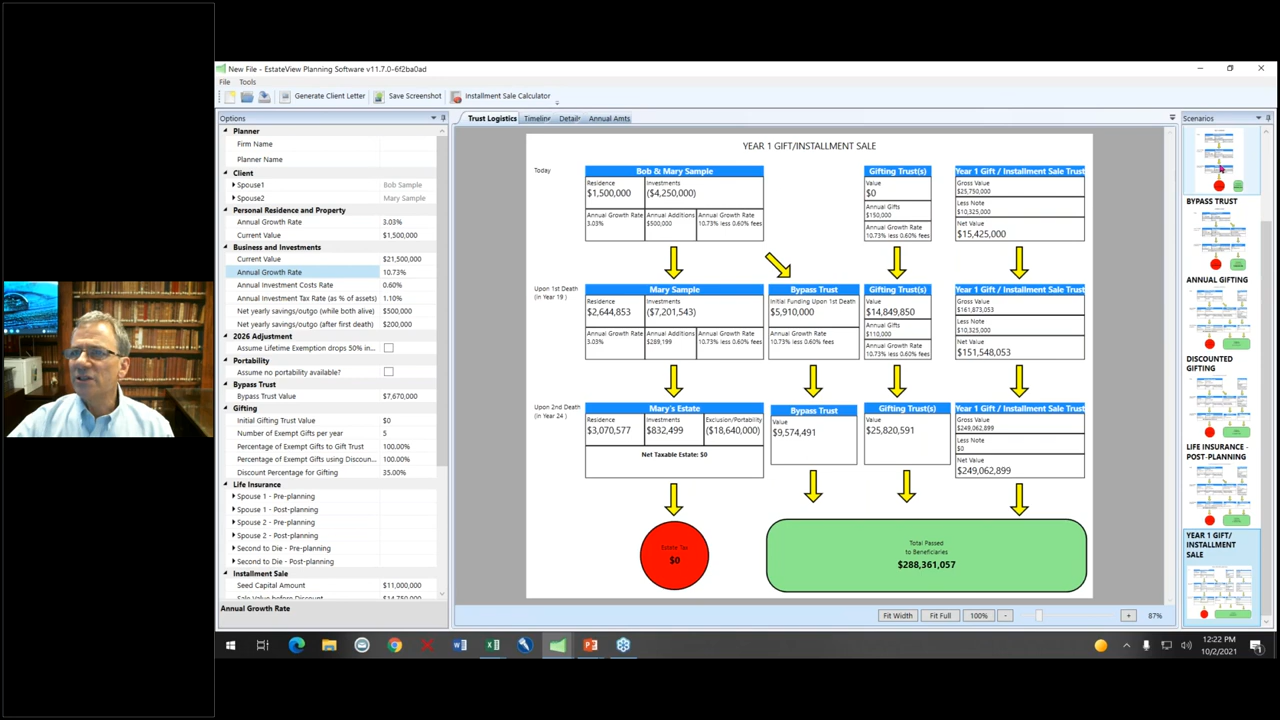 New File - EstateView Planning Software v11.7.0-6f2ba0ad
File Tools
Generate Client Letter Save Screenshot Installment Sale Calculator
Options
Planner
Firm Name
Planner Name
Client
Spouse1 Bob Sample
Spouse2 Mary Sample
Personal Residence and Property
Annual Growth Rate 3.03%
Current Value $1,500,000
Business and Investments
Current Value $21,500,000
Annual Growth Rate 10.73%
Annual Investment Costs Rate 0.60%
Annual Investment Tax Rate (as % of assets) 1.10%
Net yearly savings/outgo (while both alive) $500,000
Net yearly savings/outgo (after first death) $200,000
2026 Adjustment
Assume Lifetime Exemption drops 50% in...
Portability
Assume no portability available?
Bypass Trust
Bypass Trust Value $7,670,000
Gifting
Initial Gifting Trust Value $0
Number of Exempt Gifts per year 5
Percentage of Exempt Gifts to Gift Trust 100.00%
Percentage of Exempt Gifts using Discoun... 100.00%
Discount Percentage for Gifting 35.00%
Life Insurance
Spouse 1 - Pre-planning
Spouse 1 - Post-planning
Spouse 2 - Pre-planning
Spouse 2 - Post-planning
Second to Die - Pre-planning
Second to Die - Post-planning
Installment Sale
Seed Capital Amount $11,000,000
Sale Value before Discount $14,750,000
Annual Growth Rate
Trust Logistics Timeline Details Annual Amts
YEAR 1 GIFT/INSTALLMENT SALE
Today
Bob & Mary Sample
Residence
$1,500,000
Investments
($4,250,000)
Annual Growth Rate
3.03%
Annual Additions
$500,000
Annual Growth Rate
10.73% less 0.60% fees
Gifting Trust(s)
Value
$0
Annual Gifts
$150,000
Annual Growth Rate
10.73% less 0.60% fees
Year 1 Gift / Installment Sale Trust
Gross Value
$25,750,000
Less Note
$10,325,000
Net Value
$15,425,000
Upon 1st Death
(In Year 19 )
Mary Sample
Residence
$2,644,853
Investments
($7,201,543)
Annual Growth Rate
3.03%
Annual Additions
$289,199
Annual Growth Rate
10.73% less 0.60% fees
Bypass Trust
Initial Funding Upon 1st Death
$5,910,000
Annual Growth Rate
10.73% less 0.60% fees
Gifting Trust(s)
Value
$14,849,850
Annual Gifts
$110,000
Annual Growth Rate
10.73% less 0.60% fees
Year 1 Gift / Installment Sale Trust
Gross Value
$161,873,053
Less Note
$10,325,000
Net Value
$151,548,053
Upon 2nd Death
(In Year 24 )
Mary's Estate
Residence
$3,070,577
Investments
$832,499
Exclusion/Portability
($18,640,000)
Net Taxable Estate: $0
Bypass Trust
Value
$9,574,491
Gifting Trust(s)
Value
$25,820,591
Year 1 Gift / Installment Sale Trust
Gross Value
$249,062,899
Less Note
$0
Net Value
$249,062,899
Estate Tax
$0
Total Passed
to Beneficiaries
$288,361,057
Fit Width Fit Full 100% - + 87%
Scenarios
BYPASS TRUST
ANNUAL GIFTING
DISCOUNTED
GIFTING
LIFE INSURANCE -
POST-PLANNING
YEAR 1 GIFT/
INSTALLMENT
SALE
12:22 PM
10/2/2021